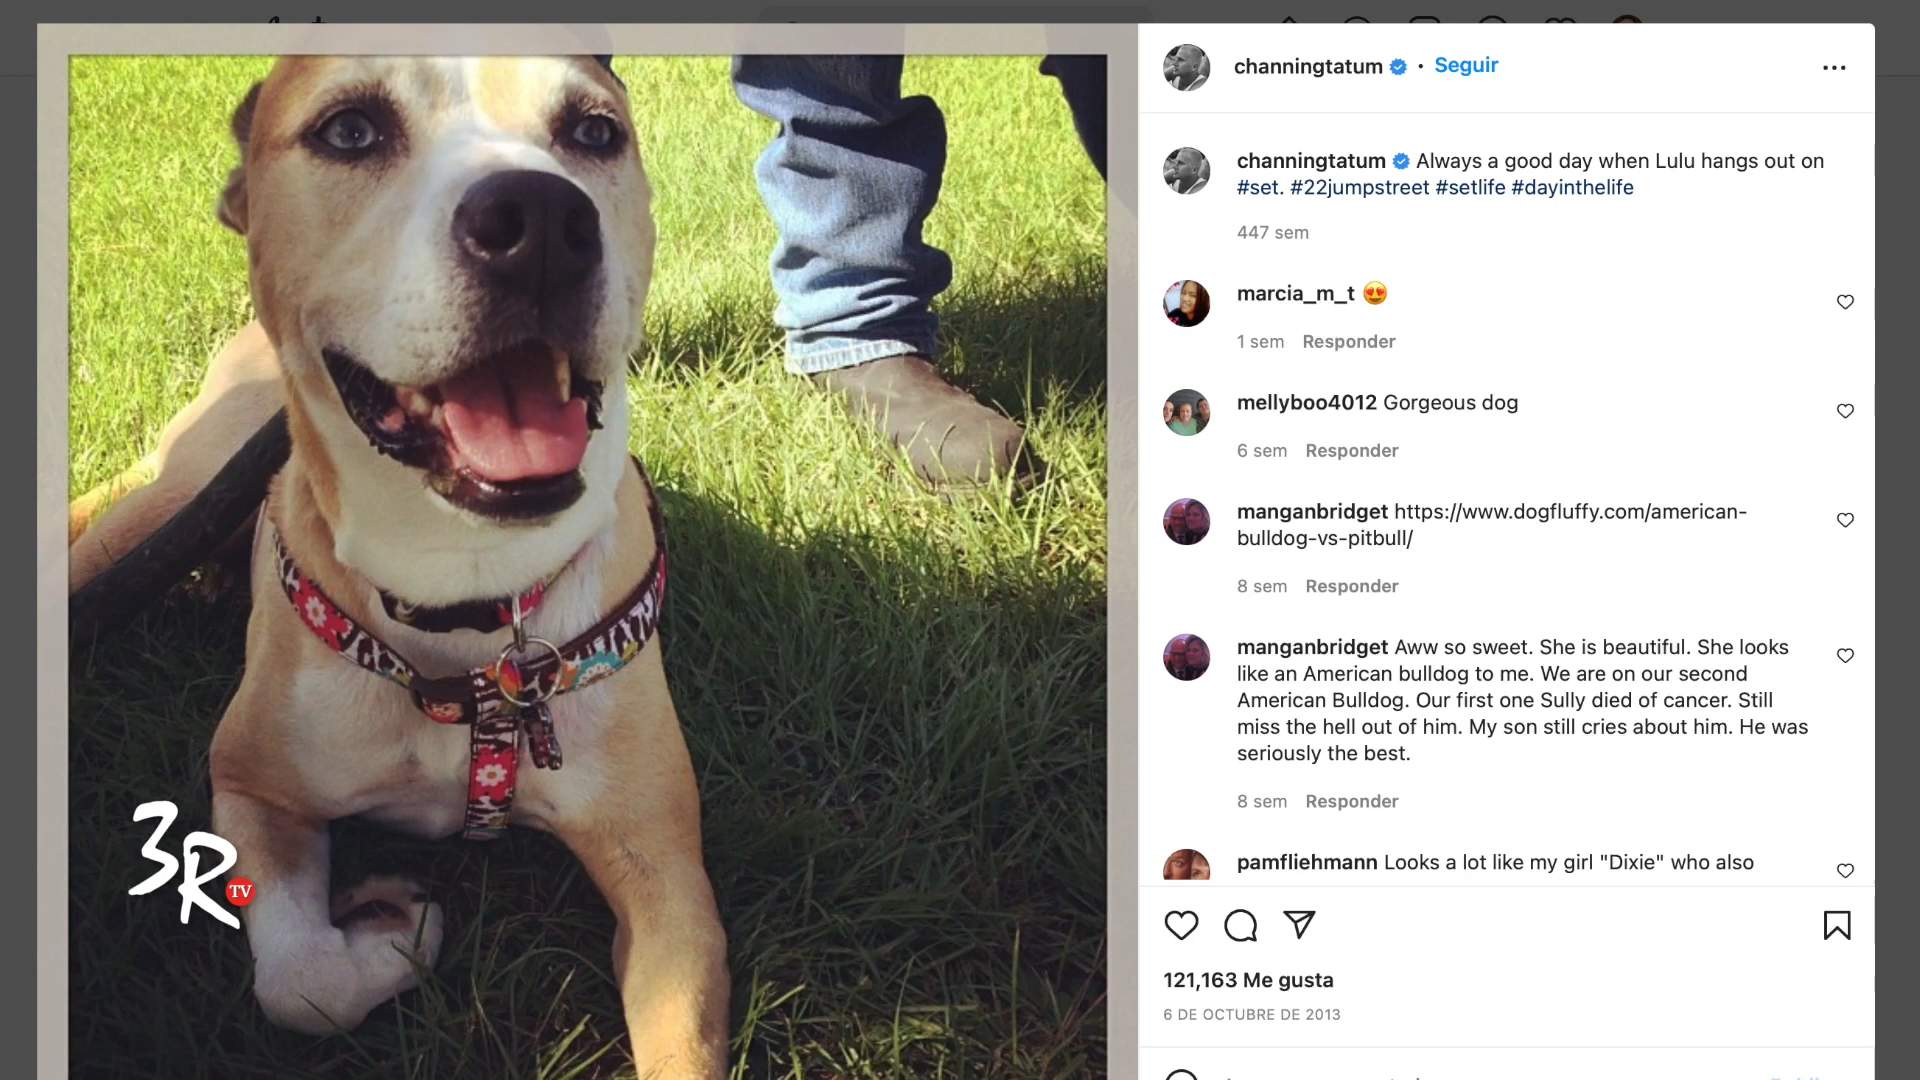 channingtatum • Seguir
channingtatum Always a good day when Lulu hangs out on
#set. #22jumpstreet #setlife #dayinthelife
447 sem
marcia_m_t 😍
1 sem Responder
mellyboo4012 Gorgeous dog
6 sem Responder
manganbridget https://www.dogfluffy.com/american-
bulldog-vs-pitbull/
8 sem Responder
manganbridget Aww so sweet. She is beautiful. She looks
like an American bulldog to me. We are on our second
American Bulldog. Our first one Sully died of cancer. Still
miss the hell out of him. My son still cries about him. He was
seriously the best.
8 sem Responder
pamfliehmann Looks a lot like my girl "Dixie" who also
121,163 Me gusta
6 DE OCTUBRE DE 2013
3R
TV